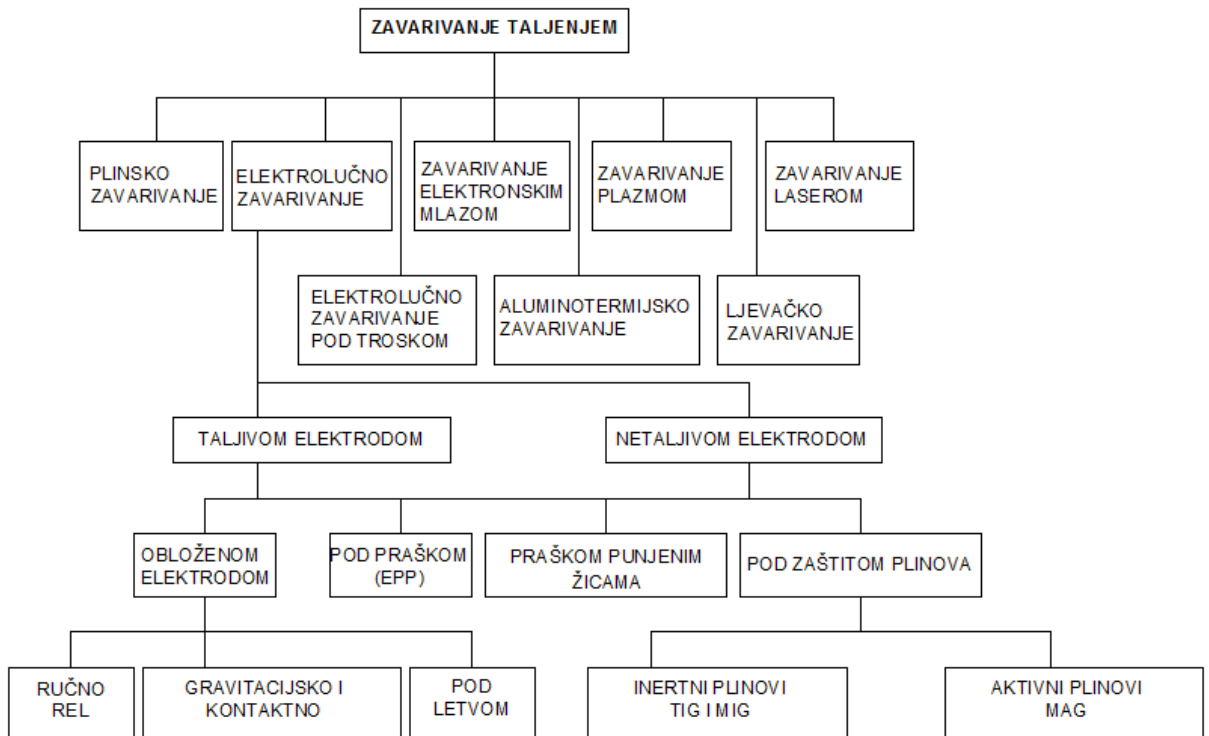 ZAVARIVANJE TALJENJEM
PLINSKO
ZAVARIVANJE
ELEKTROLUČNO
ZAVARIVANJE
ZAVARIVANJE
ELEKTRONSKIM
MLAZOM
ZAVARIVANJE
PLAZMOM
ZAVARIVANJE
LASEROM
ELEKTROLUČNO
ZAVARIVANJE
POD TROSKOM
ALUMINOTERMIJSKO
ZAVARIVANJE
LJEVAČKO
ZAVARIVANJE
TALJIVOM ELEKTRODOM
NETALJIVOM ELEKTRODOM
OBLOŽENOM
ELEKTRODOM
POD PRAŠKOM
(EPP)
PRAŠKOM PUNJENIM
ŽICAMA
POD ZAŠTITOM PLINOVA
RUČNO
REL
GRAVITACIJSKO I
KONTAKTNO
POD
LETVOM
INERTNI PLINOVI
TIG I MIG
AKTIVNI PLINOVI
MAG